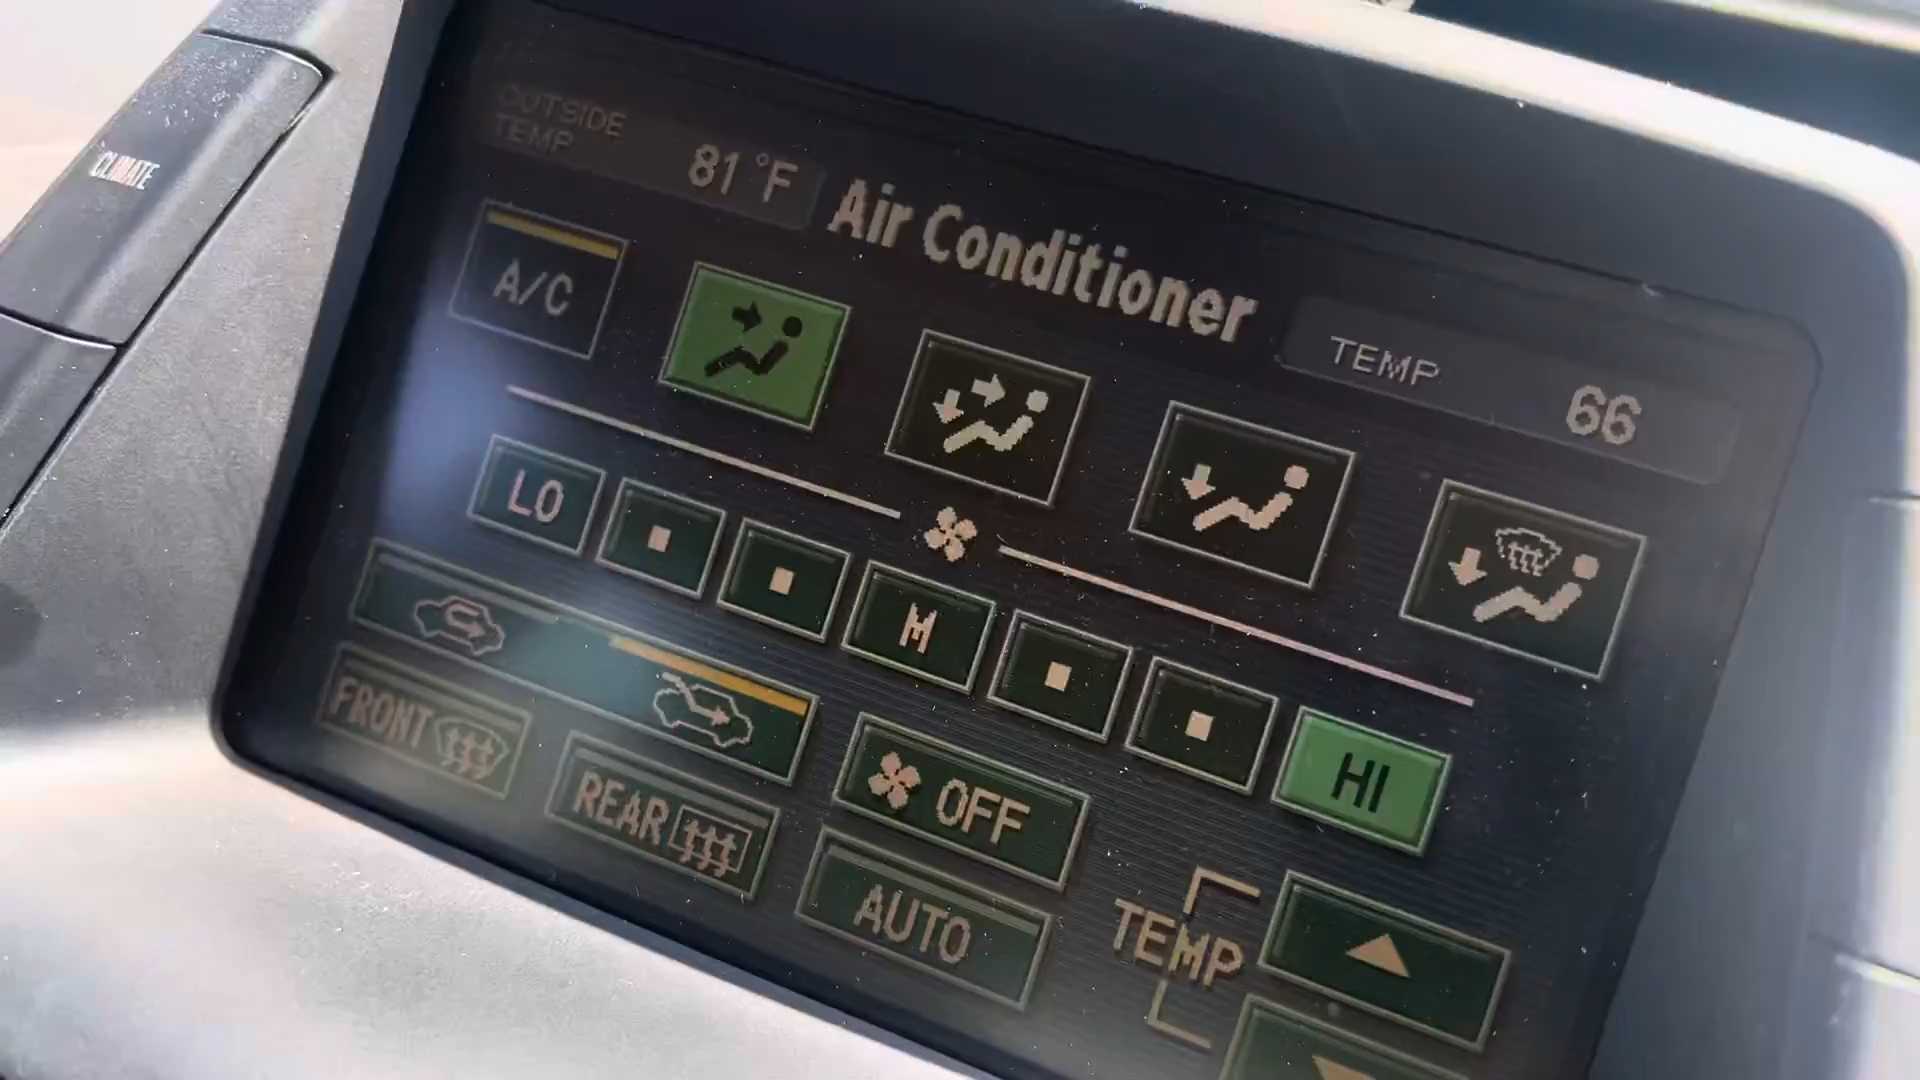 CLIMATE
OUTSIDE
TEMP
81 °F
Air Conditioner
TEMP 66
A/C
LO
M
HI
FRONT
REAR
OFF
AUTO
TEMP